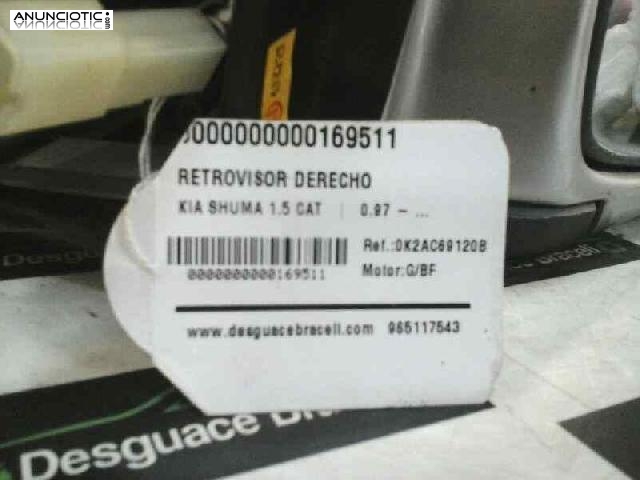 ANUNCIOTIC.com
0000000000169511
RETROVISOR DERECHO
KIA SHUMA 1.5 CAT | 0.97 - ...
Ref.:0K2AC69120B
0000000000169511
Motor:G/BF
www.desguacebracell.com 965117543
Desguace